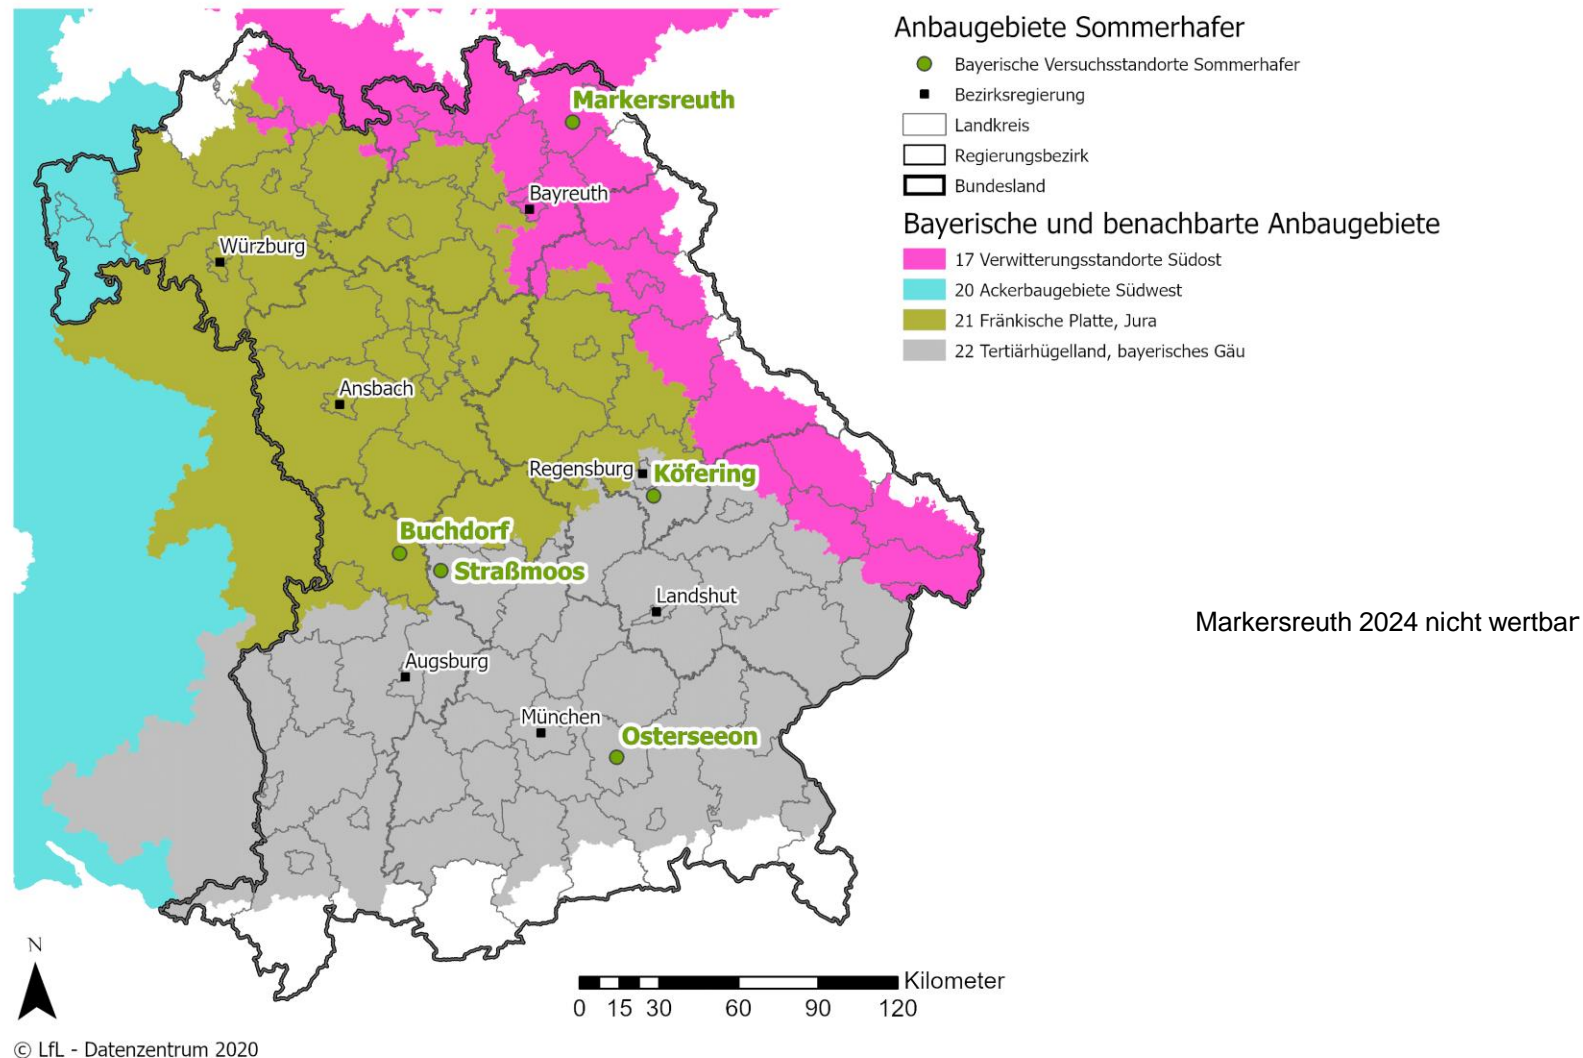 Anbaugebiete Sommerhafer
Bayerische Versuchsstandorte Sommerhafer
Bezirksregierung
Landkreis
Regierungsbezirk
Bundesland
Bayerische und benachbarte Anbaugebiete
17 Verwitterungsstandorte Südost
20 Ackerbaugebiete Südwest
21 Fränkische Platte, Jura
22 Tertiärhügelland, bayerisches Gäu
Markersreuth
Bayreuth
Würzburg
Ansbach
Regensburg
Köfering
Buchdorf
Straßmoos
Landshut
Augsburg
München
Osterseeon
Markersreuth 2024 nicht wertbar
N
Kilometer
0 15 30 60 90 120
© LfL - Datenzentrum 2020